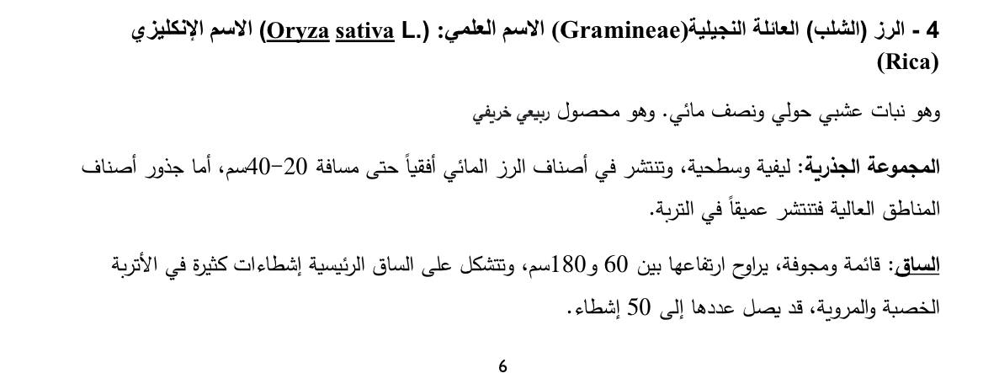 4 - الرز (الشلب) العائلة النجيلية(Gramineae) الاسم العلمي: (Oryza sativa L.) الاسم الإنكليزي
(Rica)
وهو نبات عشبي حولي ونصف مائي. وهو محصول ربيعي خريفي
المجموعة الجذرية: ليفية وسطحية، وتنتشر في أصناف الرز المائي أفقياً حتى مسافة 20-40سم، أما جذور أصناف
المناطق العالية فتنتشر عميقاً في التربة.
الساق: قائمة ومجوفة، يراوح ارتفاعها بين 60 و180سم، وتتشكل على الساق الرئيسية إشطاءات كثيرة في الأتربة
الخصبة والمروية، قد يصل عددها إلى 50 إشطاء.
6